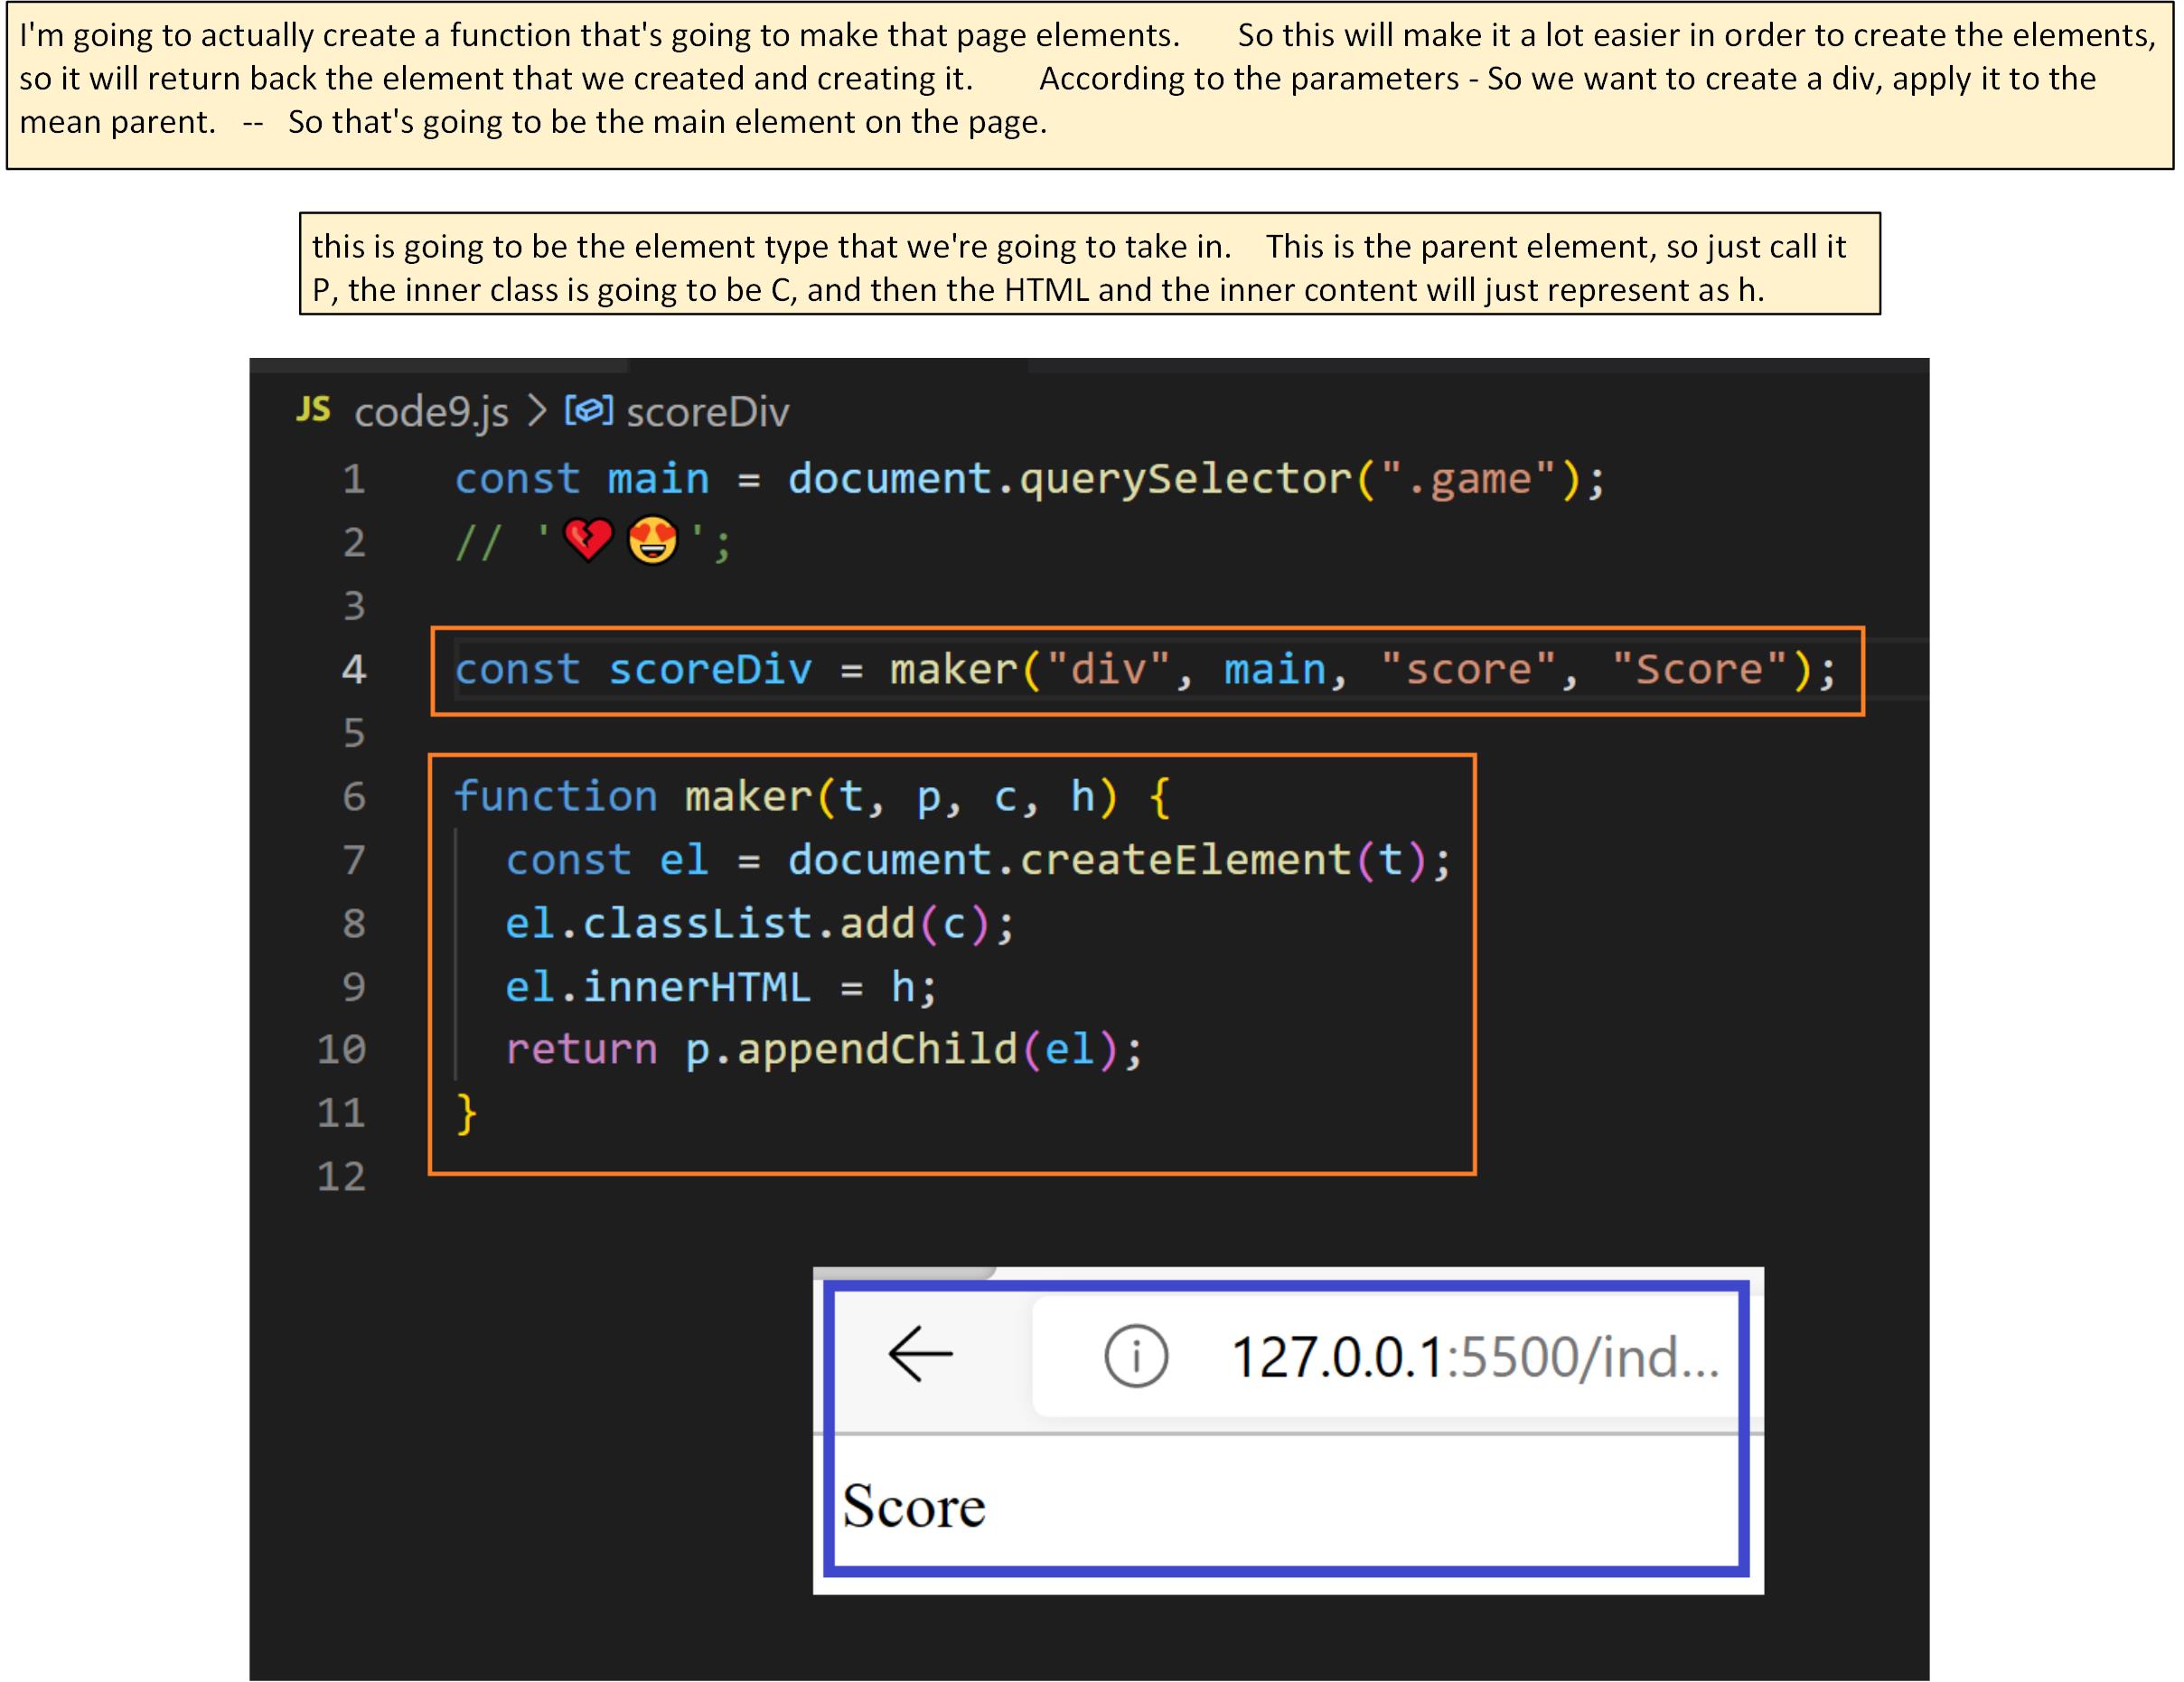 I'm going to actually create a function that's going to make that page elements. So this will make it a lot easier in order to create the elements,
so it will return back the element that we created and creating it. According to the parameters - So we want to create a div, apply it to the
mean parent. -- So that's going to be the main element on the page.
this is going to be the element type that we're going to take in. This is the parent element, so just call it
P, the inner class is going to be C, and then the HTML and the inner content will just represent as h.
JS code9.js > scoreDiv
1 const main = document.querySelector(".game");
2 // '💔😍';
3
4 const scoreDiv = maker("div", main, "score", "Score");
5
6 function maker(t, p, c, h) {
7 const el = document.createElement(t);
8 el.classList.add(c);
9 el.innerHTML = h;
10 return p.appendChild(el);
11 }
12
127.0.0.1:5500/ind...
Score